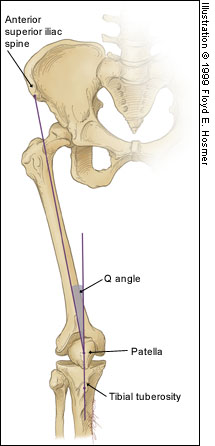 Anterior
superior iliac
spine
Q angle
Patella
Tibial tuberosity
Illustration © 1999 Floyd E. Hosmer